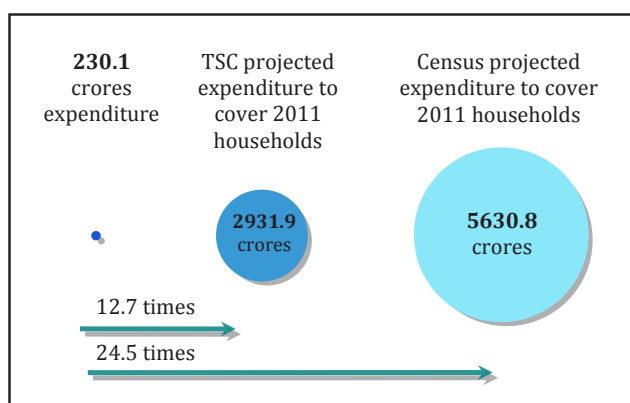 230.1
crores
expenditure
TSC projected
expenditure to
cover 2011
households
Census projected
expenditure to cover
2011 households
2931.9
crores
5630.8
crores
12.7 times
24.5 times